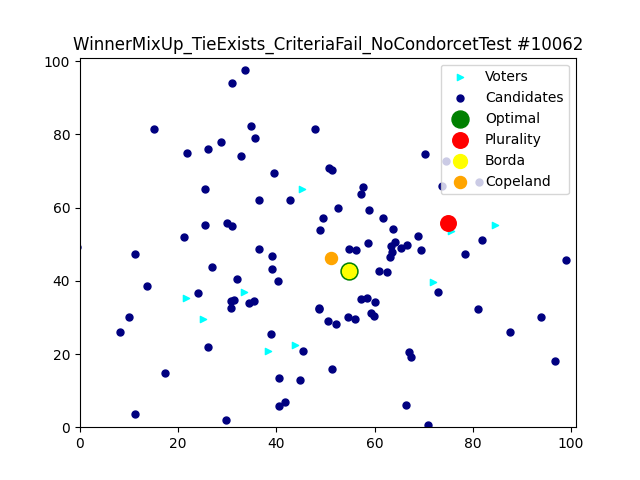 WinnerMixUp_TieExists_CriteriaFail_NoCondorcetTest #10062
100
80
60
40
20
0
0 20 40 60 80 100
Voters
Candidates
Optimal
Plurality
Borda
Copeland